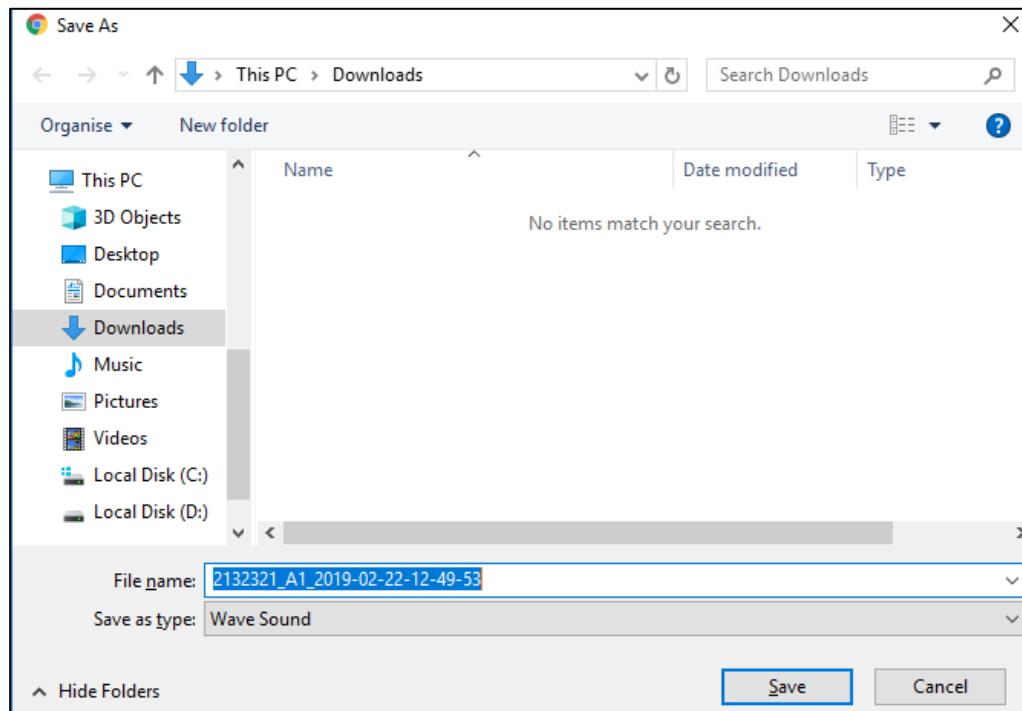 Save As
This PC > Downloads
Search Downloads
Organise
New folder
This PC
3D Objects
Desktop
Documents
Downloads
Music
Pictures
Videos
Local Disk (C:)
Local Disk (D:)
Name
Date modified
Type
No items match your search.
File name: 2132321_A1_2019-02-22-12-49-53
Save as type: Wave Sound
Hide Folders
Save
Cancel